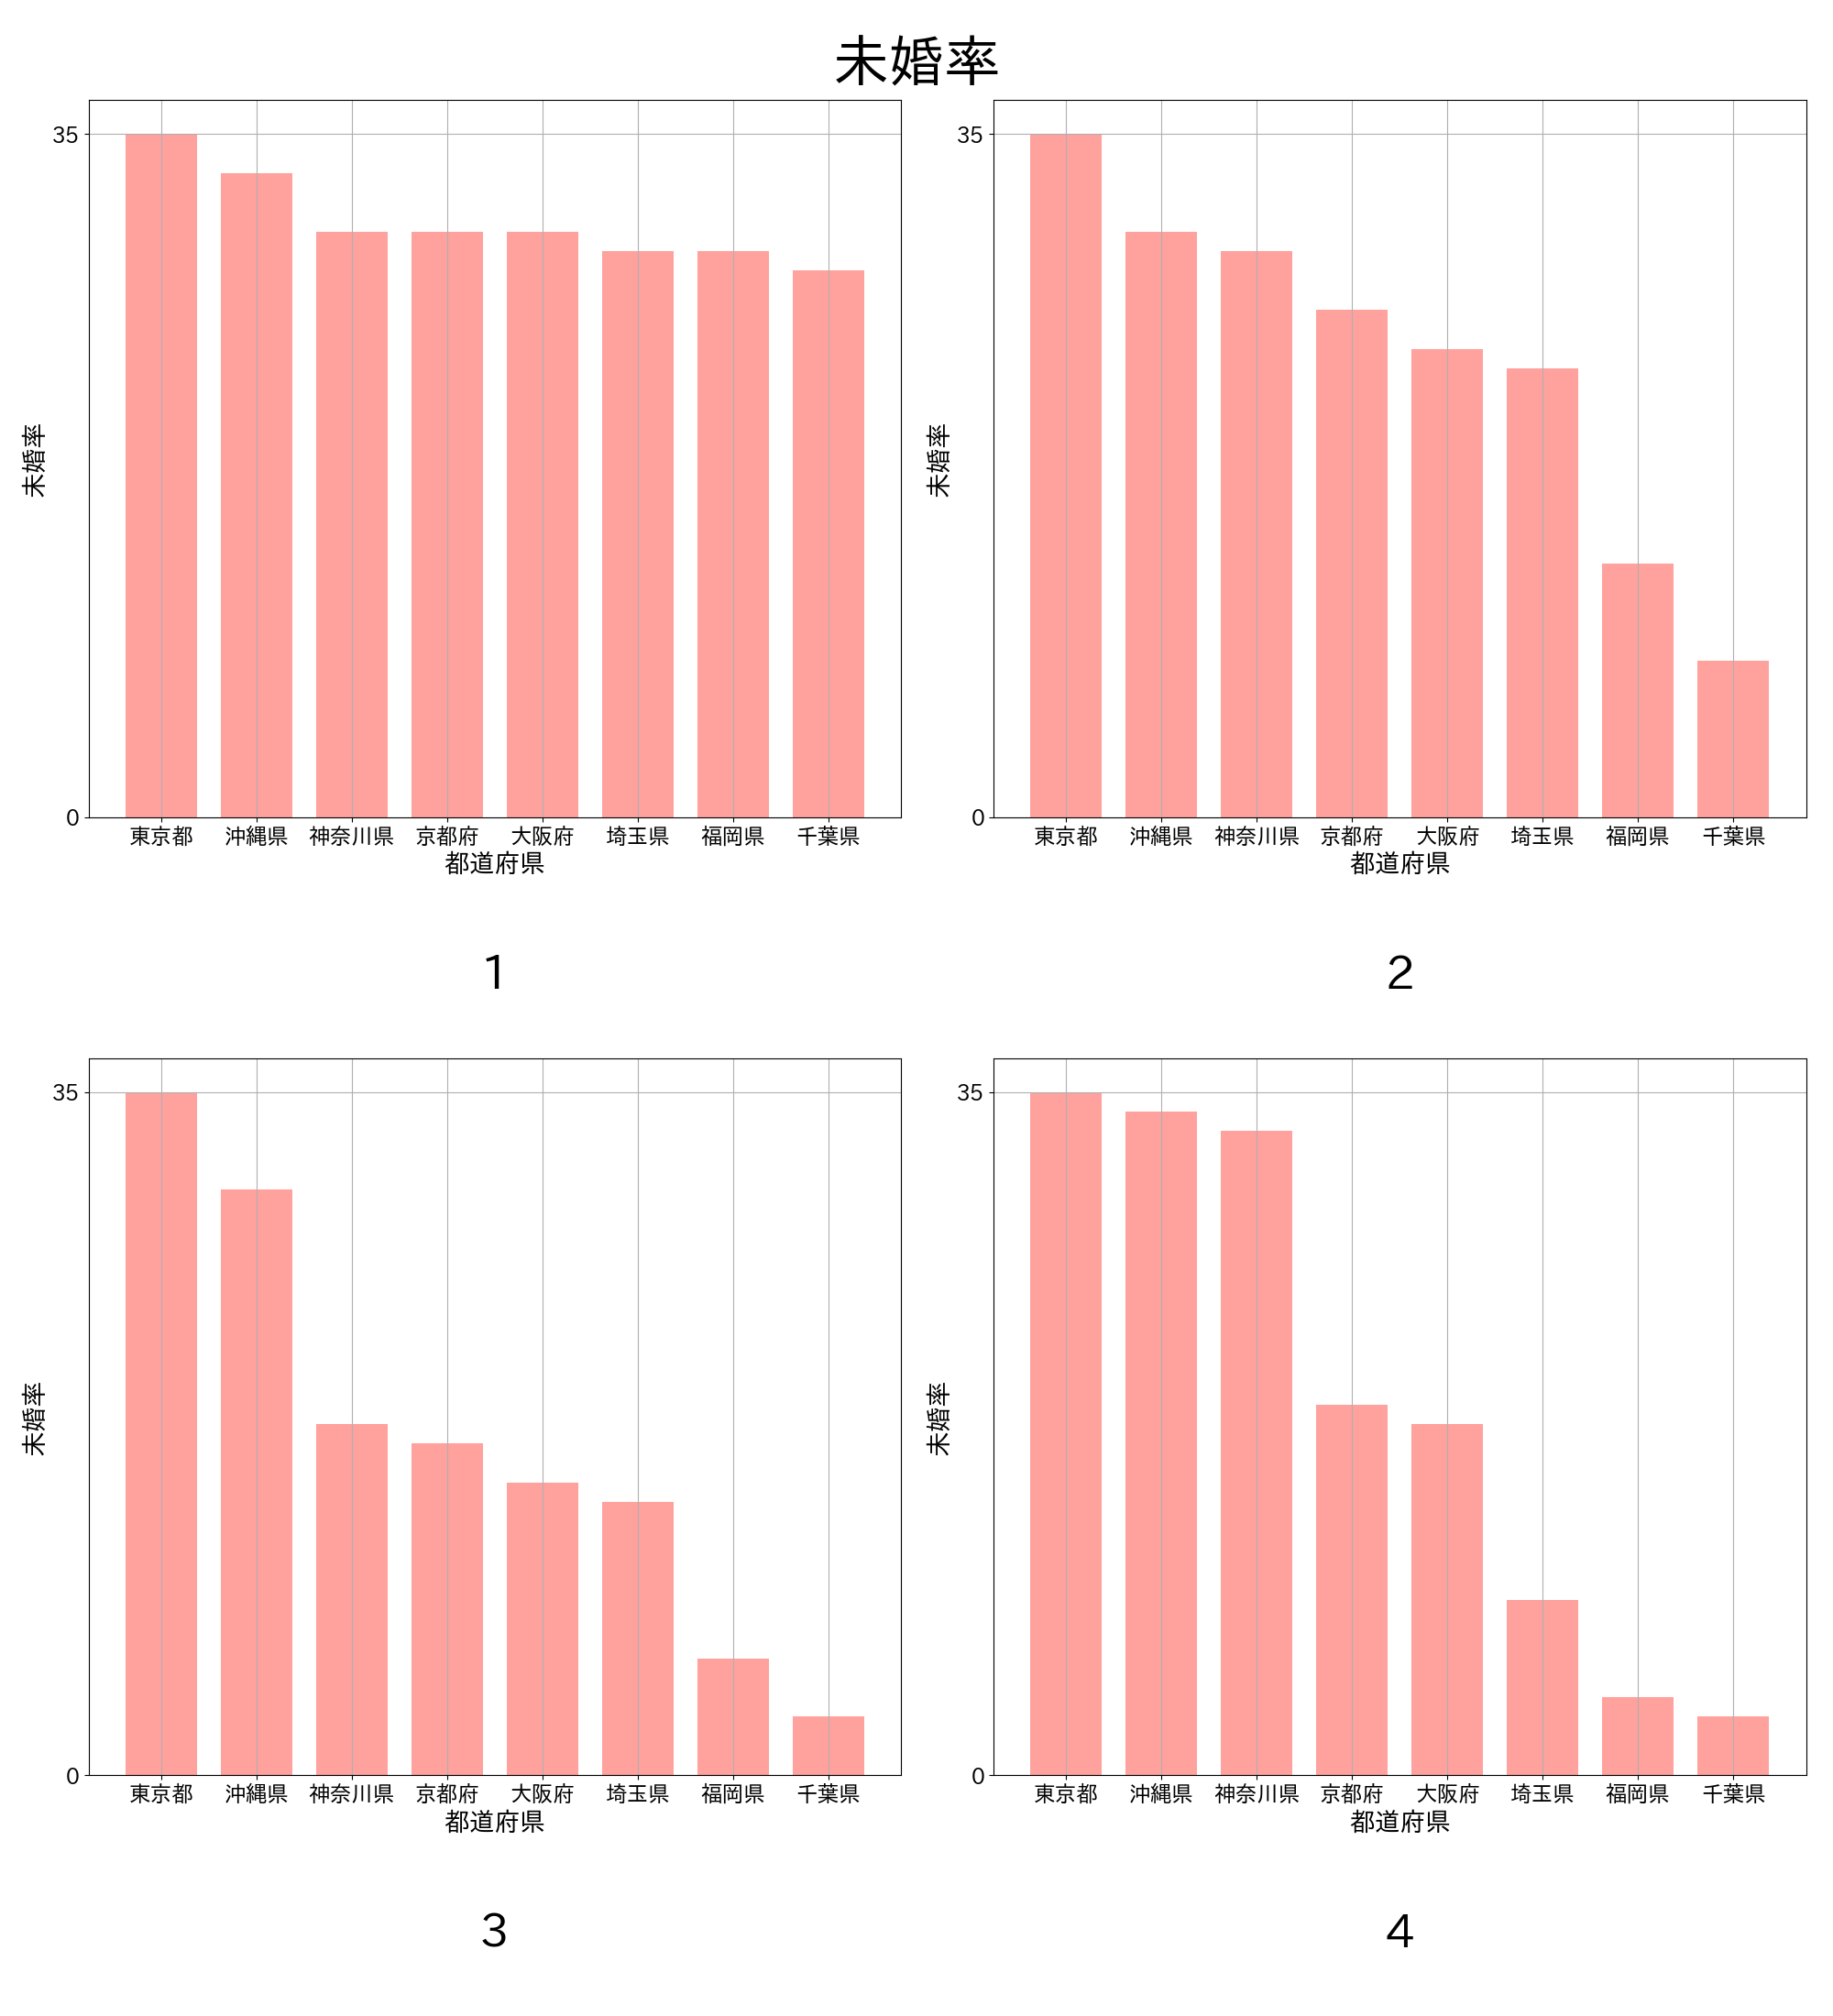 未婚率
35
0
未婚率
東京都 沖縄県 神奈川県 京都府 大阪府 埼玉県 福岡県 千葉県
都道府県
1
35
0
未婚率
東京都 沖縄県 神奈川県 京都府 大阪府 埼玉県 福岡県 千葉県
都道府県
2
35
0
未婚率
東京都 沖縄県 神奈川県 京都府 大阪府 埼玉県 福岡県 千葉県
都道府県
3
35
0
未婚率
東京都 沖縄県 神奈川県 京都府 大阪府 埼玉県 福岡県 千葉県
都道府県
4